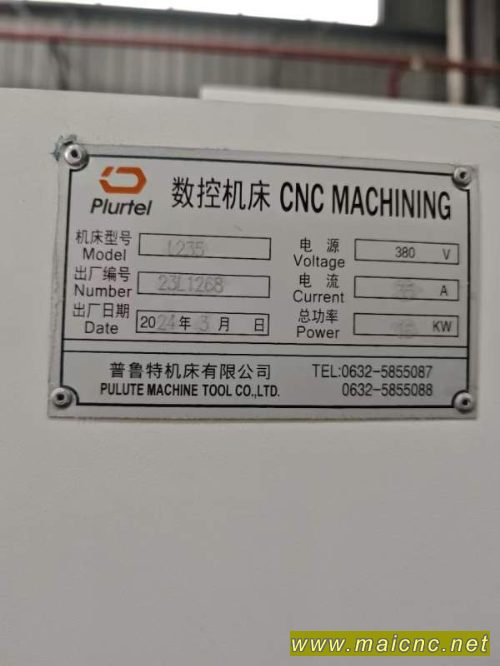 Plurtel
数控机床 CNC MACHINING
机床型号
Model
1235
出厂编号
Number
23L1268
出厂日期
Date
2024年3月 日
电 源
Voltage
380 V
电 流
Current
A
总功率
Power
KW
普鲁特机床有限公司
PULUTE MACHINE TOOL CO.,LTD.
TEL:0632-5855087
0632-5855088
www.maicnc.net